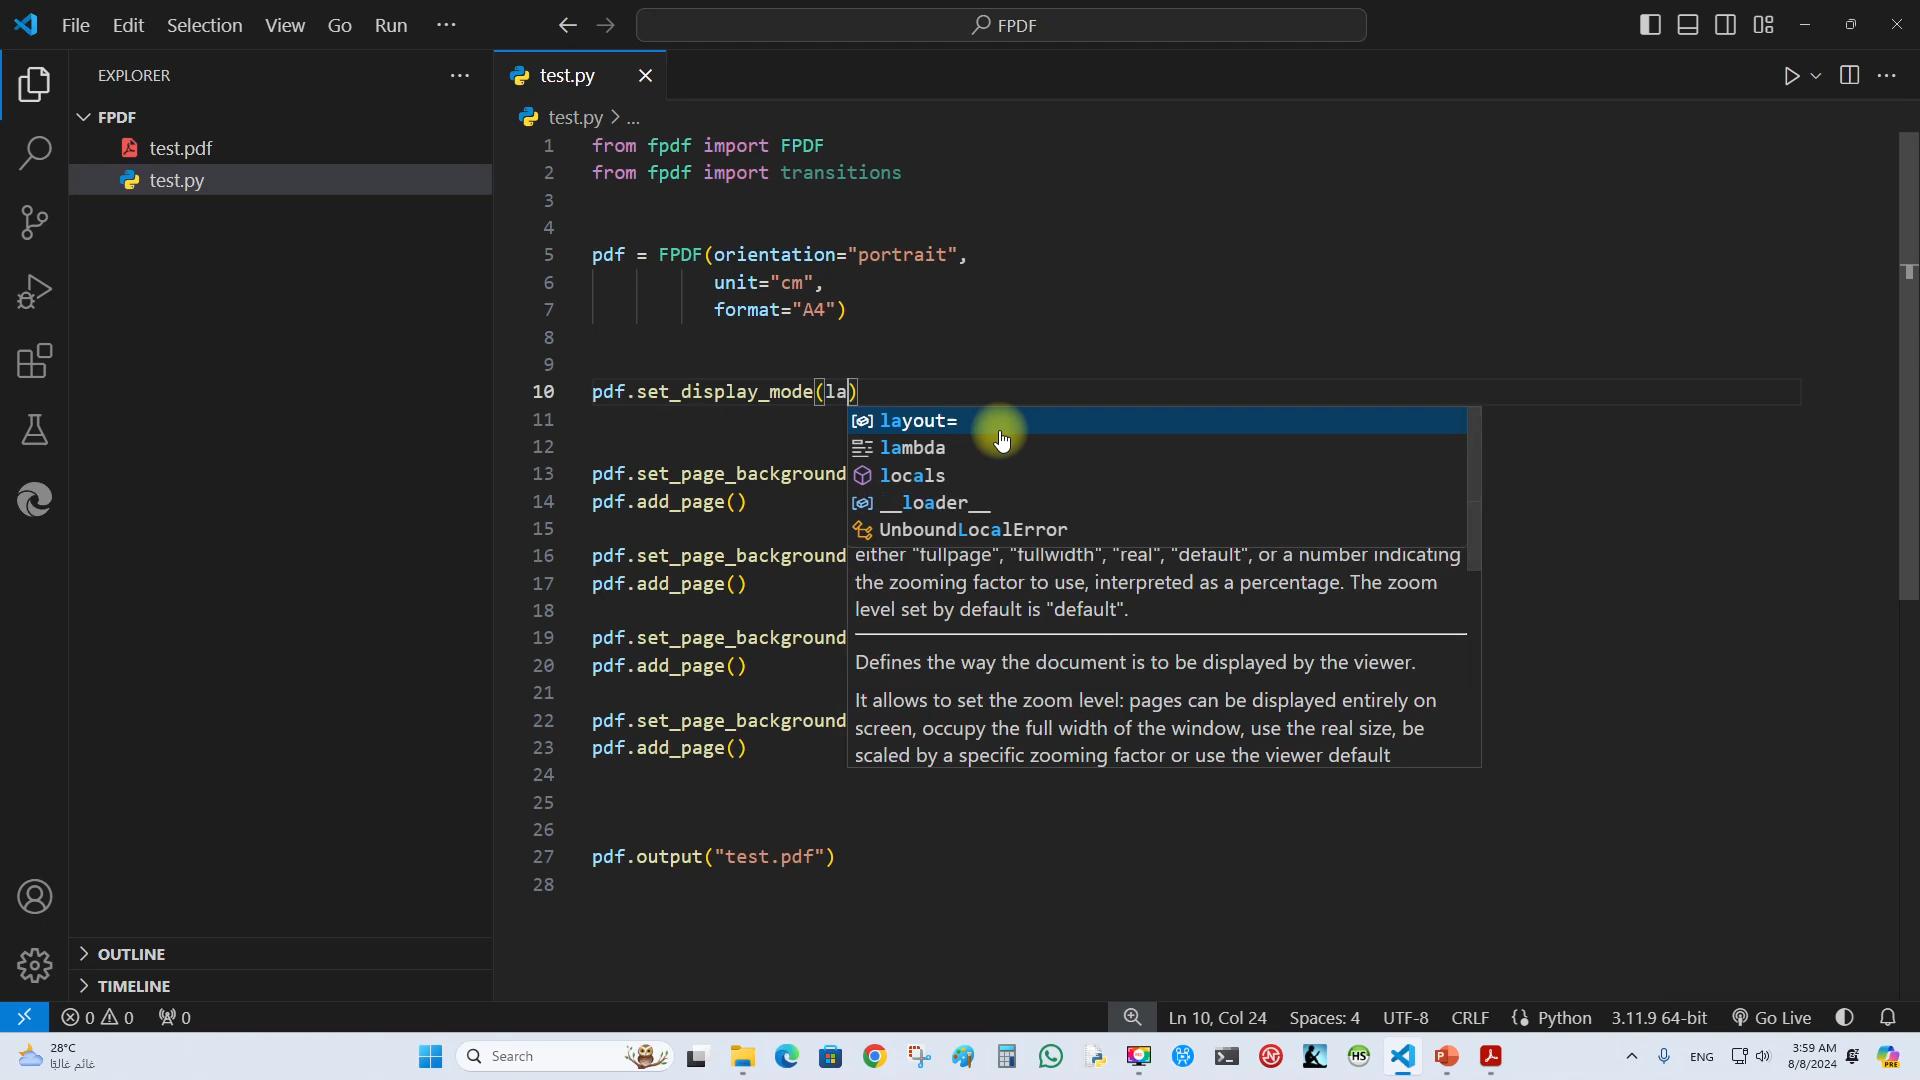 File Edit Selection View Go Run ···
FPDF
EXPLORER
test.py
FPDF
test.pdf
test.py
test.py > ...
1 from fpdf import FPDF
2 from fpdf import transitions
3
4
5 pdf = FPDF(orientation="portrait",
6 unit="cm",
7 format="A4")
8
9
10 pdf.set_display_mode(la)
layout=
11
12 lambda
13 pdf.set_page_background
locals
14 pdf.add_page()
__loader__
15
UnboundLocalError
16 pdf.set_page_background
either "fullpage", "fullwidth", "real", "default", or a number indicating
17 pdf.add_page()
the zooming factor to use, interpreted as a percentage. The zoom
18
level set by default is "default".
19 pdf.set_page_background
Defines the way the document is to be displayed by the viewer.
20 pdf.add_page()
21
It allows to set the zoom level: pages can be displayed entirely on
22 pdf.set_page_background
screen, occupy the full width of the window, use the real size, be
23 pdf.add_page()
scaled by a specific zooming factor or use the viewer default
24
25
26
27 pdf.output("test.pdf")
28
OUTLINE
TIMELINE
0 0 0
Ln 10, Col 24 Spaces: 4 UTF-8 CRLF Python 3.11.9 64-bit Go Live
28°C
غائم غالبًا
Search
HS
ENG
3:59 AM
8/8/2024
PRE